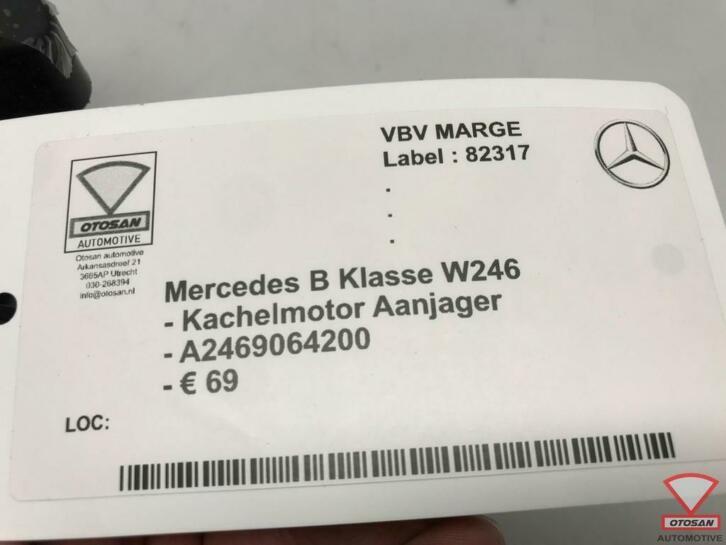 VBV MARGE
Label : 82317
.
.
.
OTOSAN
AUTOMOTIVE
Otosan automotive
Arkansasdreef 21
3565AP Utrecht
030-268394
info@otosan.nl
Mercedes B Klasse W246
- Kachelmotor Aanjager
- A2469064200
- € 69
LOC:
OTOSAN
AUTOMOTIVE